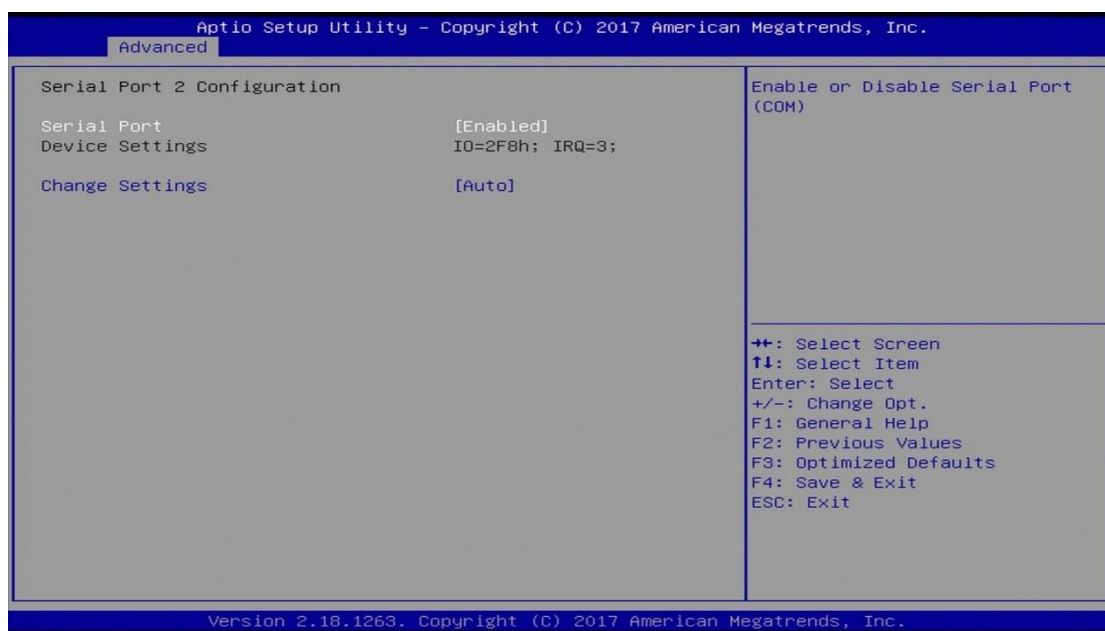 Aptio Setup Utility – Copyright (C) 2017 American Megatrends, Inc.
Advanced
Serial Port 2 Configuration
Serial Port [Enabled]
Device Settings IO=2F8h; IRQ=3;
Change Settings [Auto]
Enable or Disable Serial Port
(COM)
→←: Select Screen
↑↓: Select Item
Enter: Select
+/-: Change Opt.
F1: General Help
F2: Previous Values
F3: Optimized Defaults
F4: Save & Exit
ESC: Exit
Version 2.18.1263. Copyright (C) 2017 American Megatrends, Inc.